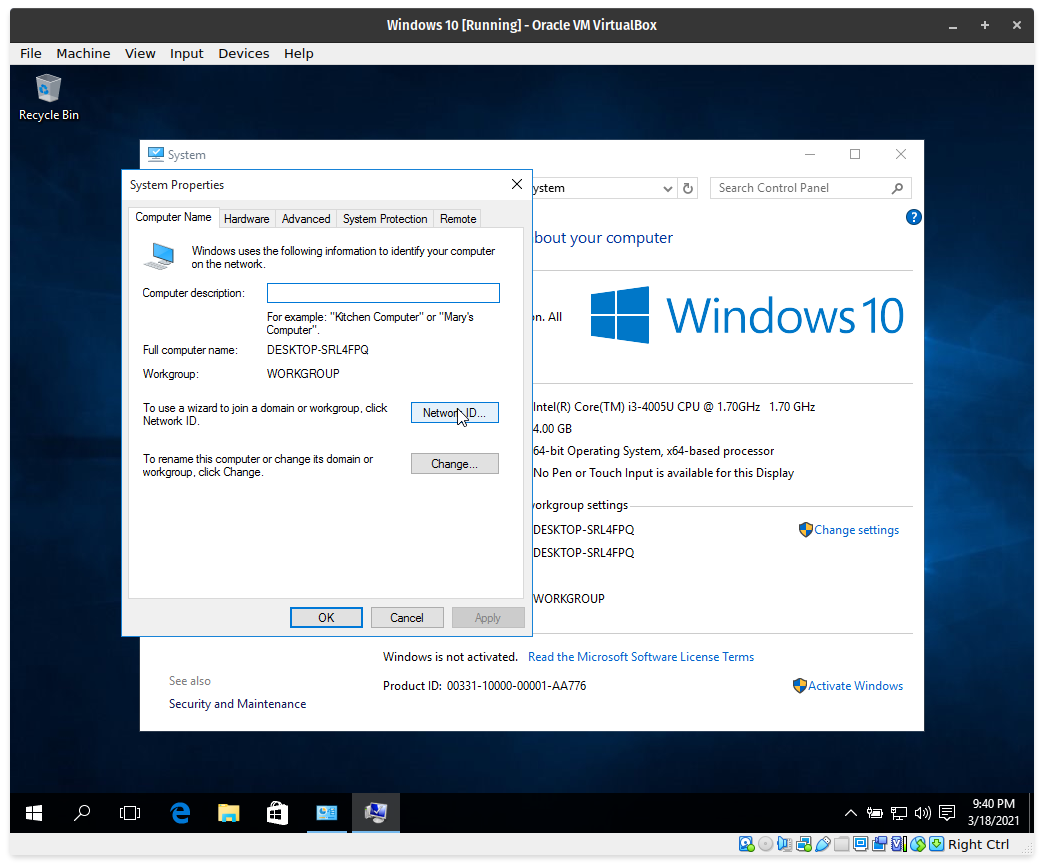 Windows 10 [Running] - Oracle VM VirtualBox
File Machine View Input Devices Help
Recycle Bin
System
System Properties
ystem
Search Control Panel
Computer Name Hardware Advanced System Protection Remote
?
bout your computer
Windows uses the following information to identify your computer
on the network.
Computer description:
For example: "Kitchen Computer" or "Mary's
Computer".
Full computer name: DESKTOP-SRL4FPQ
Workgroup: WORKGROUP
To use a wizard to join a domain or workgroup, click
Network ID.
Network ID...
To rename this computer or change its domain or
workgroup, click Change.
Change...
OK Cancel Apply
on. All
Windows 10
Intel(R) Core(TM) i3-4005U CPU @ 1.70GHz 1.70 GHz
4.00 GB
64-bit Operating System, x64-based processor
No Pen or Touch Input is available for this Display
workgroup settings
DESKTOP-SRL4FPQ
Change settings
DESKTOP-SRL4FPQ
WORKGROUP
Windows is not activated. Read the Microsoft Software License Terms
Product ID: 00331-10000-00001-AA776
Activate Windows
See also
Security and Maintenance
9:40 PM
3/18/2021
Right Ctrl